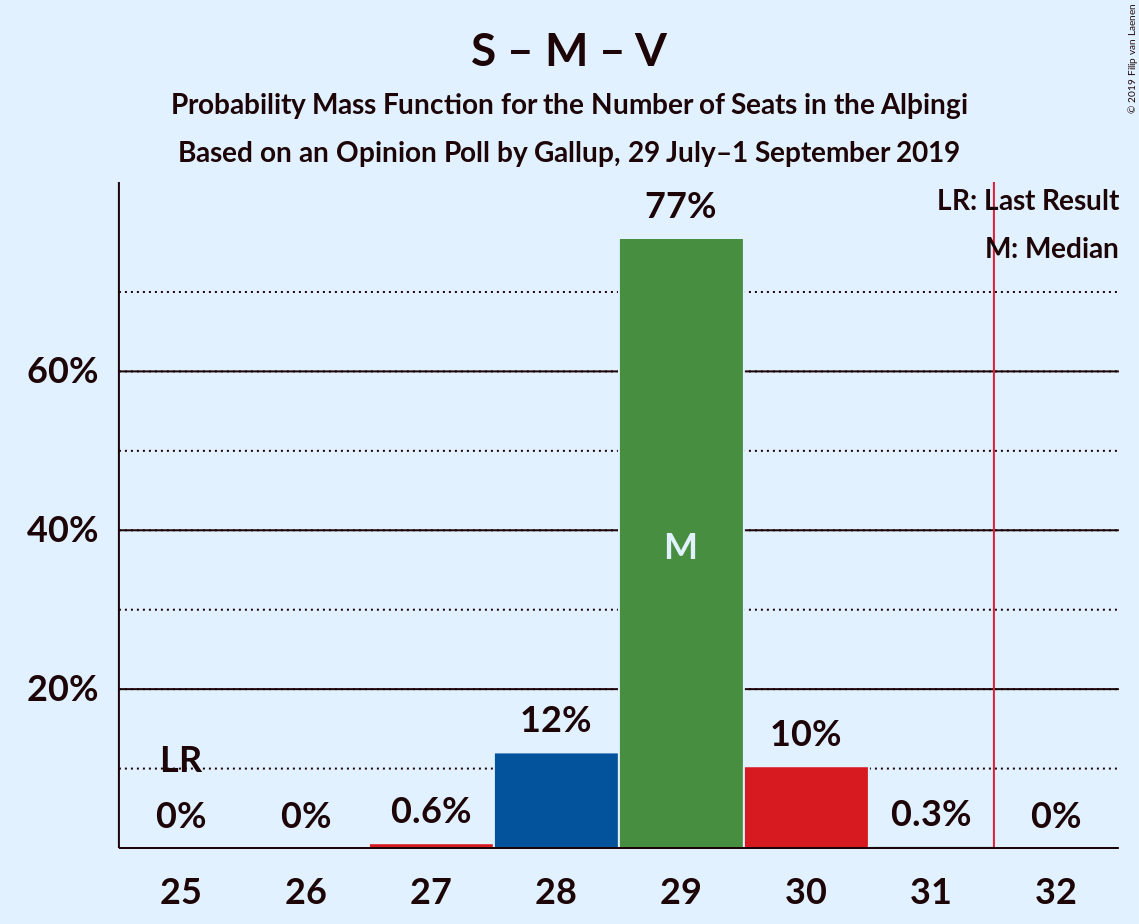 S – M – V
Probability Mass Function for the Number of Seats in the Alþingi
Based on an Opinion Poll by Gallup, 29 July–1 September 2019
© 2019 Filip van Laenen
LR: Last Result
M: Median
77%
60%
40%
20%
M
LR
0%
0%
0.6%
12%
10%
0.3%
0%
25 26 27 28 29 30 31 32